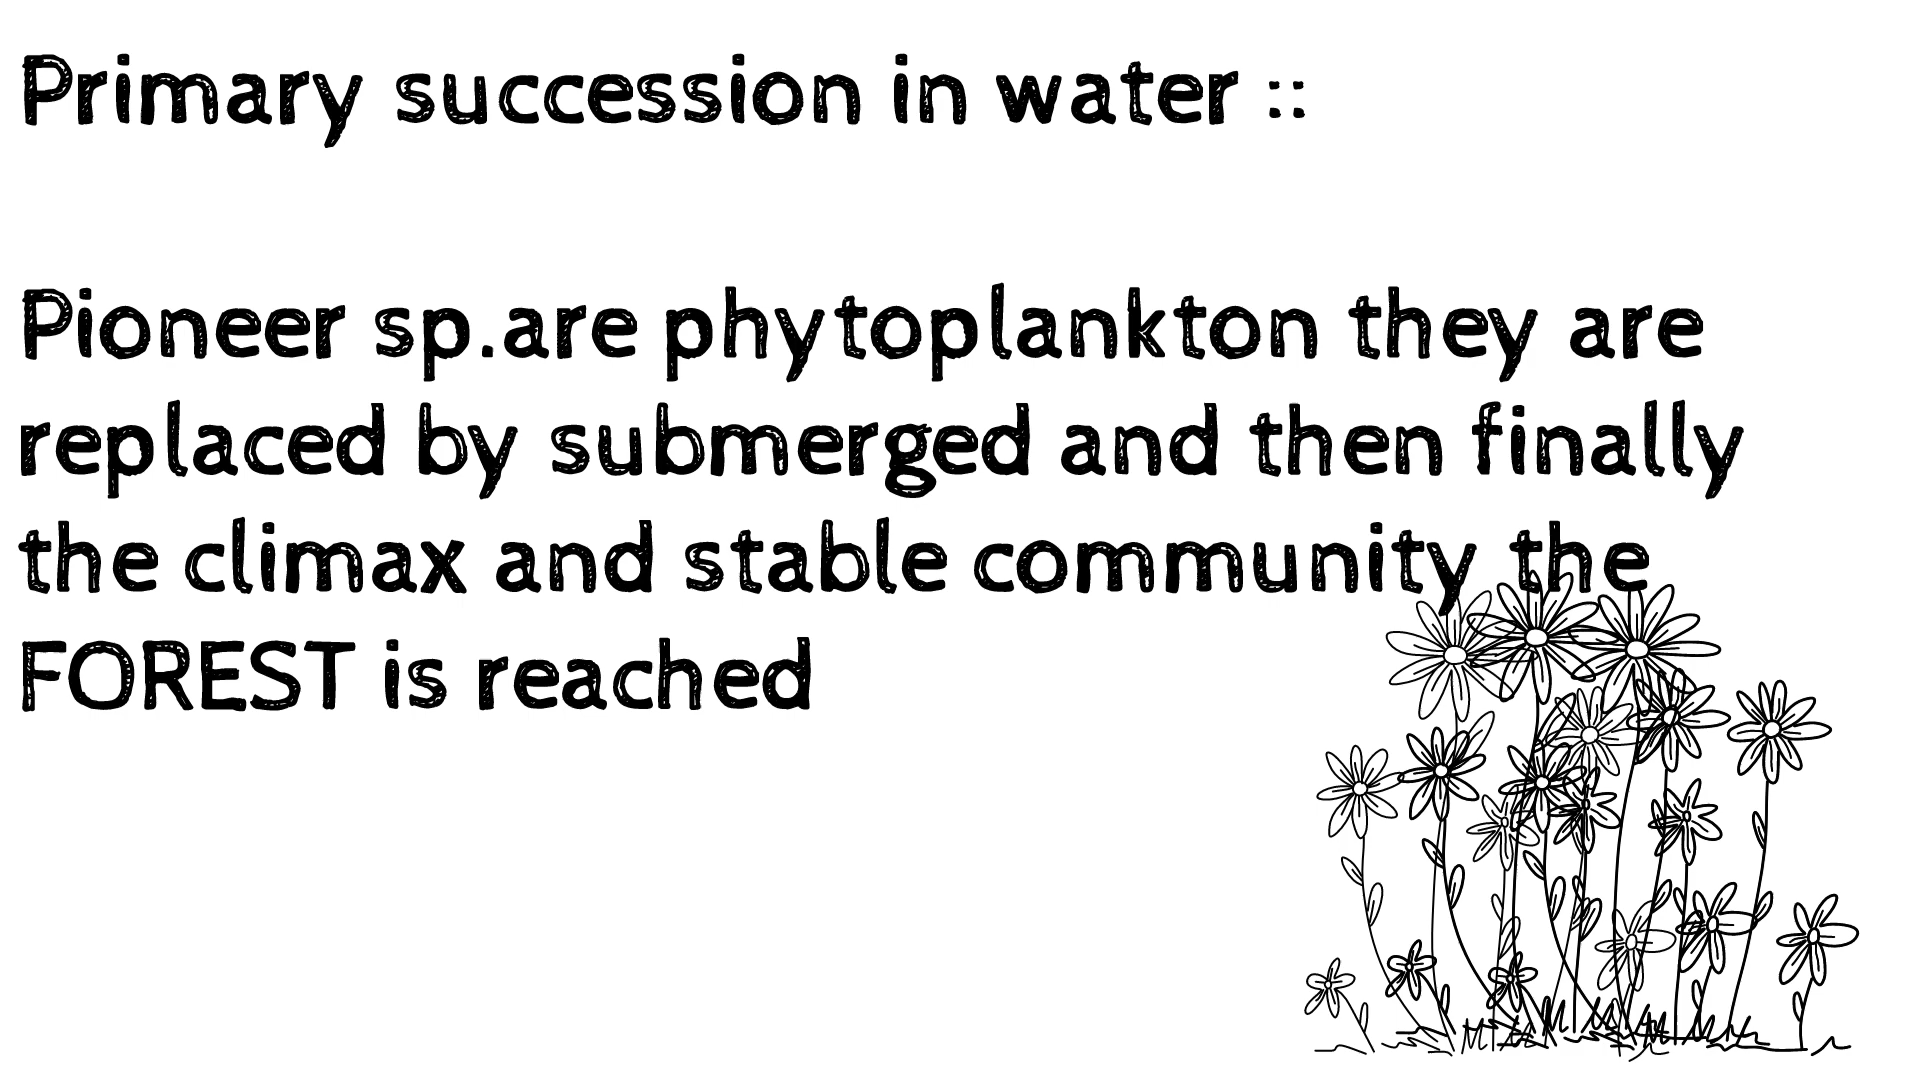 Primary succession in water ::
Pioneer sp.are phytoplankton they are
replaced by submerged and then finally
the climax and stable community the
FOREST is reached